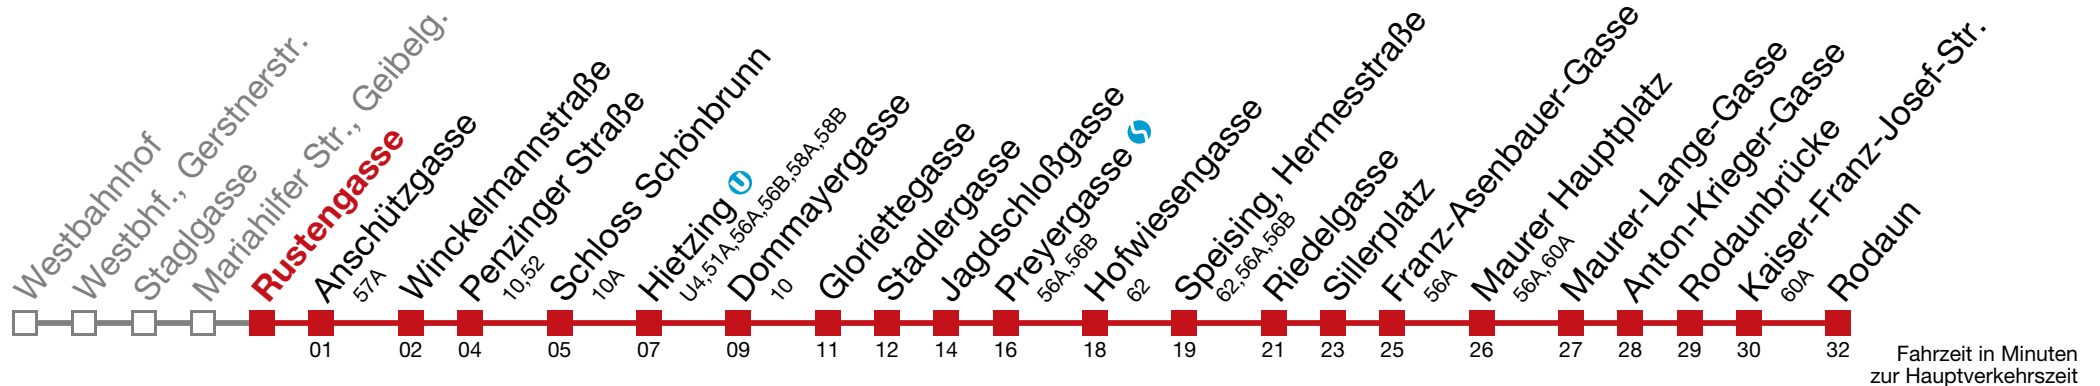 Westbahnhof
Westbhf., Gerstnerstr.
Staglgasse
Mariahilfer Str., Geibelg.
Rustengasse
Anschützgasse
57A
Winckelmannstraße
Penzinger Straße
10,52
Schloss Schönbrunn
10A
Hietzing U
U4,51A,56A,56B,58A,58B
Dommayergasse
10
Gloriettegasse
Stadlergasse
Jagdschloßgasse
Preyergasse S
56A,56B
Hofwiesengasse
62
Speising, Hermesstraße
62,56A,56B
Riedelgasse
Sillerplatz
Franz-Asenbauer-Gasse
56A
Maurer Hauptplatz
56A,60A
Maurer-Lange-Gasse
Anton-Krieger-Gasse
Rodaunbrücke
Kaiser-Franz-Josef-Str.
60A
Rodaun
01 02 04 05 07 09 11 12 14 16 18 19 21 23 25 26 27 28 29 30 32
Fahrzeit in Minuten
zur Hauptverkehrszeit